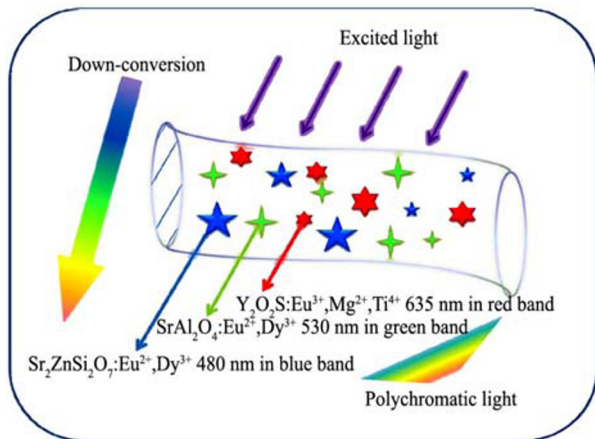 Excited light
Down-conversion
Y₂O₂S:Eu³⁺,Mg²⁺,Ti⁴⁺ 635 nm in red band
SrAl₂O₄:Eu²⁺,Dy³⁺ 530 nm in green band
Sr₂ZnSi₂O₇:Eu²⁺,Dy³⁺ 480 nm in blue band
Polychromatic light